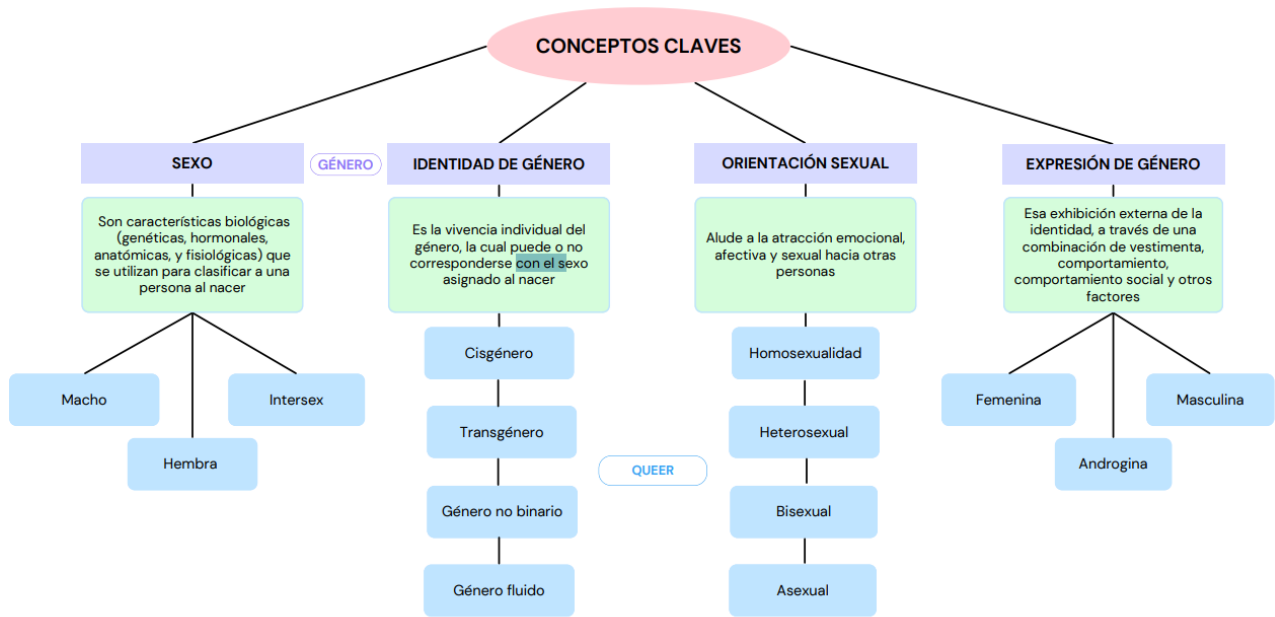 CONCEPTOS CLAVES
SEXO
GÉNERO
IDENTIDAD DE GÉNERO
ORIENTACIÓN SEXUAL
EXPRESIÓN DE GÉNERO
Son características biológicas
(genéticas, hormonales,
anatómicas, y fisiológicas) que
se utilizan para clasificar a una
persona al nacer
Es la vivencia individual del
género, la cual puede o no
corresponderse con el sexo
asignado al nacer
Alude a la atracción emocional,
afectiva y sexual hacia otras
personas
Esa exhibición externa de la
identidad, a través de una
combinación de vestimenta,
comportamiento,
comportamiento social y otros
factores
Macho
Hembra
Intersex
Cisgénero
Transgénero
Género no binario
Género fluido
QUEER
Homosexualidad
Heterosexual
Bisexual
Asexual
Femenina
Androgina
Masculina